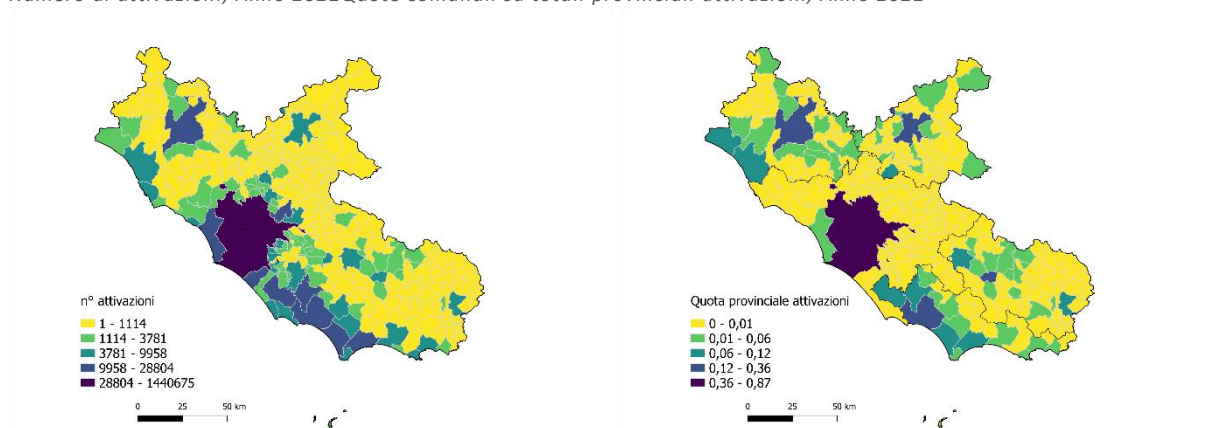 n° attivazioni
1 - 1114
1114 - 3781
3781 - 9958
9958 - 28804
28804 - 1440675
0 25 50 km
Quota provinciale attivazioni
0 - 0,01
0,01 - 0,06
0,06 - 0,12
0,12 - 0,36
0,36 - 0,87
0 25 50 km